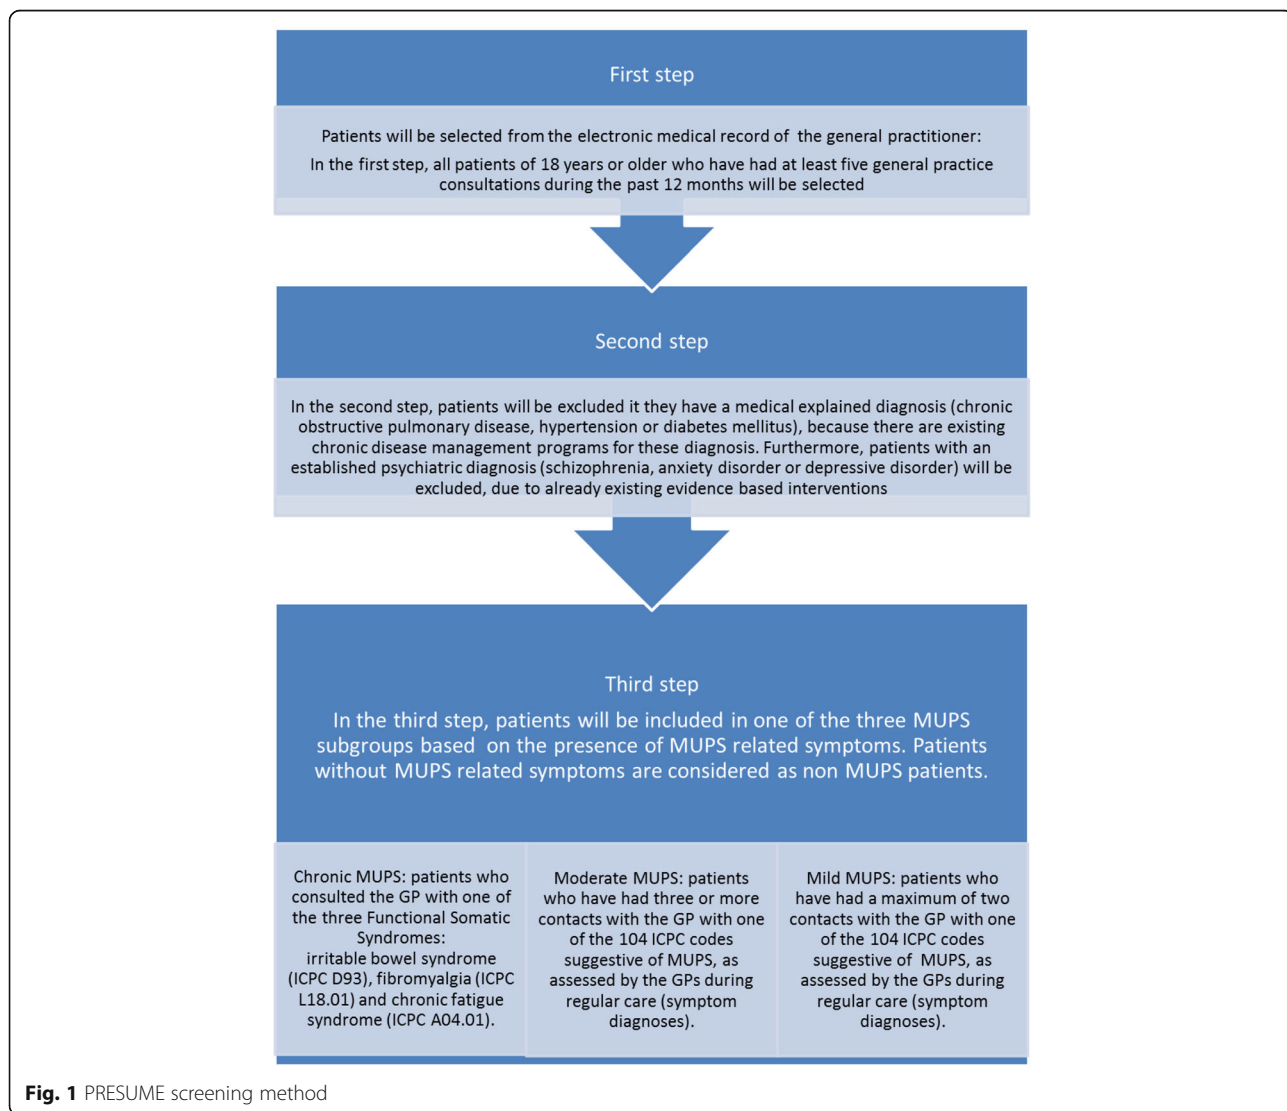 First step
Patients will be selected from the electronic medical record of the general practitioner:
In the first step, all patients of 18 years or older who have had at least five general practice
consultations during the past 12 months will be selected
Second step
In the second step, patients will be excluded it they have a medical explained diagnosis (chronic
obstructive pulmonary disease, hypertension or diabetes mellitus), because there are existing
chronic disease management programs for these diagnosis. Furthermore, patients with an
established psychiatric diagnosis (schizophrenia, anxiety disorder or depressive disorder) will be
excluded, due to already existing evidence based interventions
Third step
In the third step, patients will be included in one of the three MUPS
subgroups based on the presence of MUPS related symptoms. Patients
without MUPS related symptoms are considered as non MUPS patients.
Chronic MUPS: patients who
consulted the GP with one of
the three Functional Somatic
Syndromes:
irritable bowel syndrome
(ICPC D93), fibromyalgia (ICPC
L18.01) and chronic fatigue
syndrome (ICPC A04.01).
Moderate MUPS: patients
who have had three or more
contacts with the GP with one
of the 104 ICPC codes
suggestive of MUPS, as
assessed by the GPs during
regular care (symptom
diagnoses).
Mild MUPS: patients who
have had a maximum of two
contacts with the GP with one
of the 104 ICPC codes
suggestive of MUPS, as
assessed by the GPs during
regular care (symptom
diagnoses).
Fig. 1 PRESUME screening method